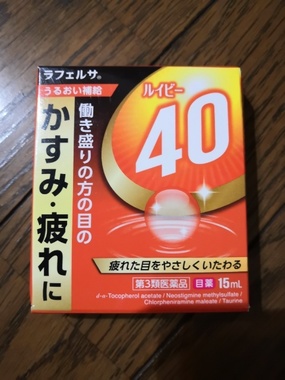 ラフェルサ®
うるおい補給
ルイビー
40
働き盛りの方の目の
かすみ・疲れに
疲れた目をやさしくいたわる
第3類医薬品 目薬 15mL
d-α-Tocopherol acetate / Neostigmine methylsulfate /
Chlorpheniramine maleate / Taurine